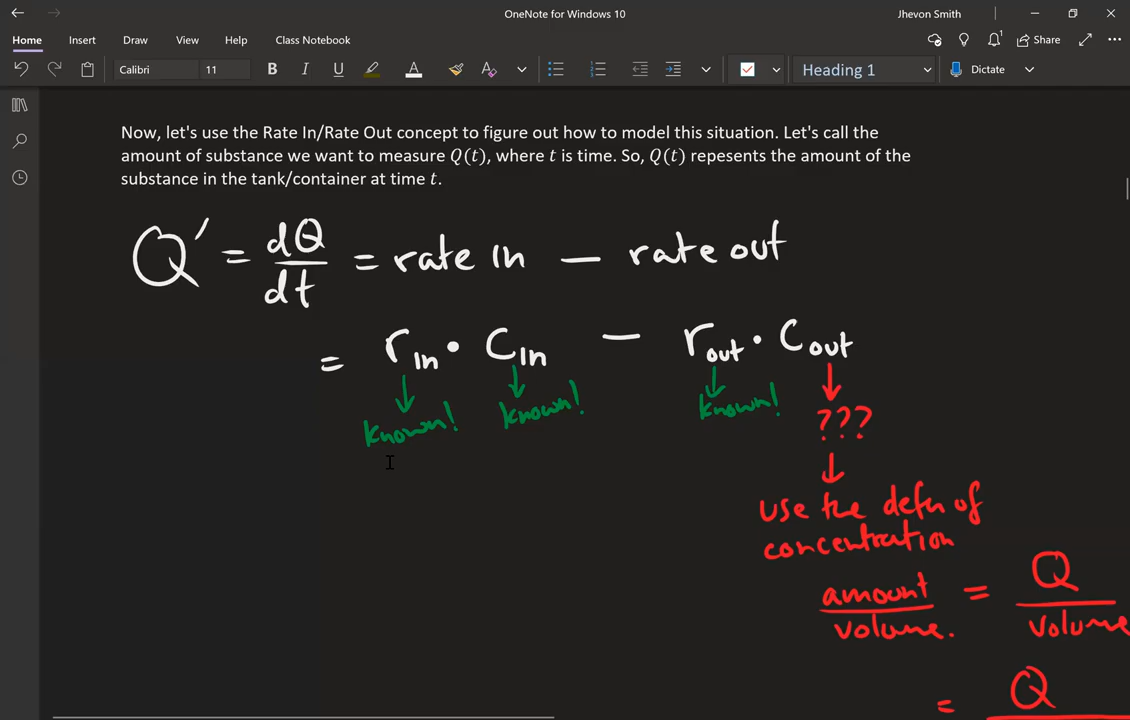 OneNote for Windows 10
Jhevon Smith
Home Insert Draw View Help Class Notebook
Share
Calibri 11 B I U A A Heading 1 Dictate
Now, let's use the Rate In/Rate Out concept to figure out how to model this situation. Let's call the
amount of substance we want to measure Q(t), where t is time. So, Q(t) repesents the amount of the
substance in the tank/container at time t.
Q' = dQ/dt = rate in — rate out
= r_in · C_in — r_out · C_out
known! known! known! ???
use the defn of
concentration
amount/volume. = Q/volume
= Q